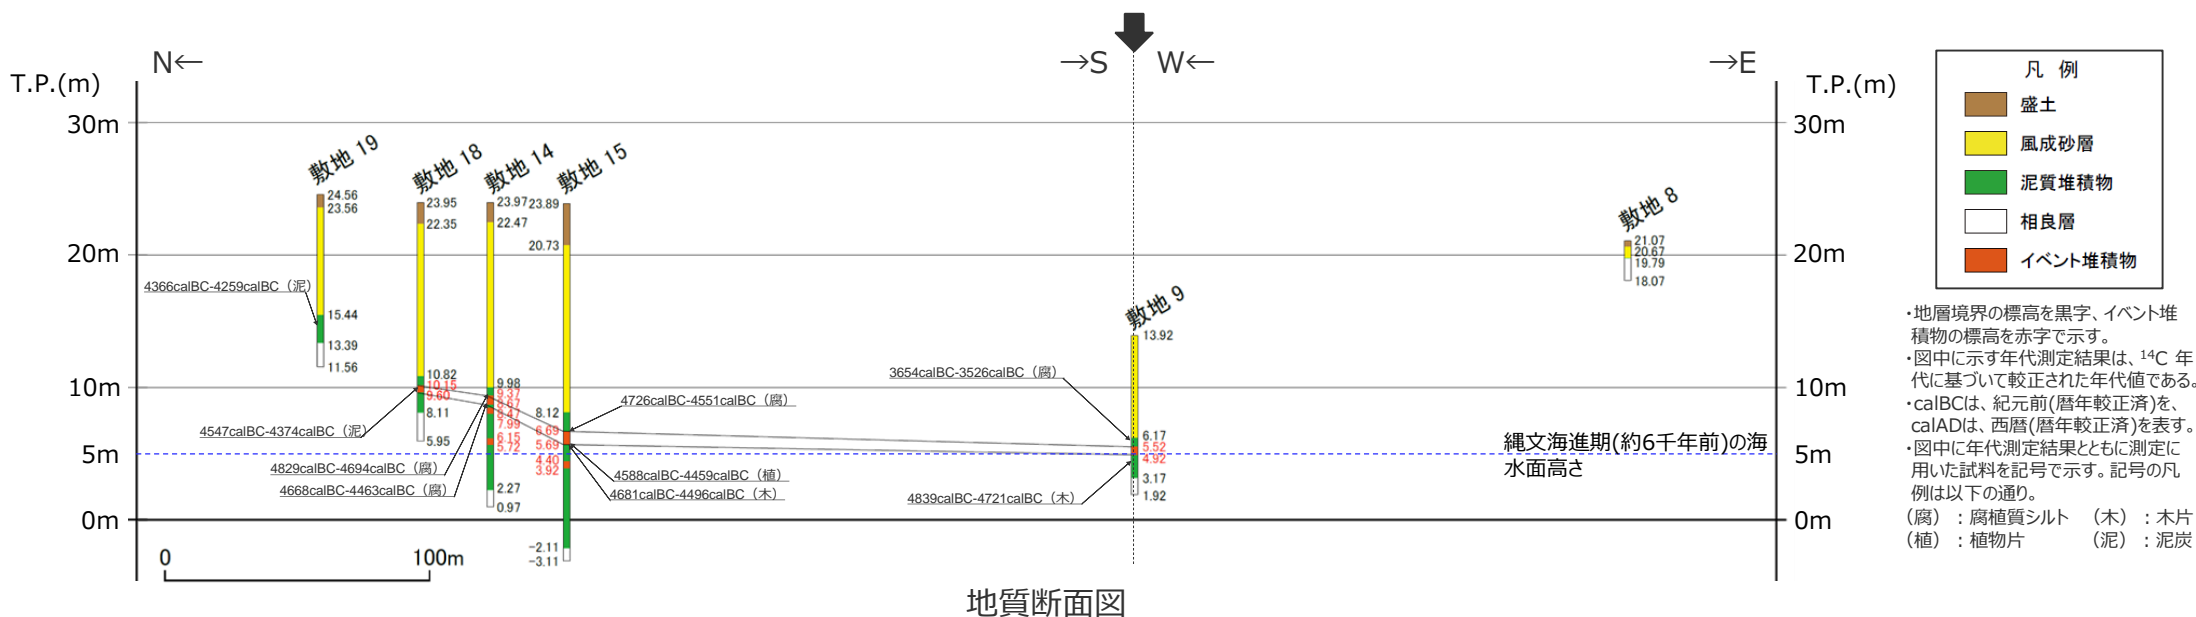 N← →S W← →E
T.P.(m) T.P.(m)
30m 30m
20m 20m
10m 10m
5m 5m
0m 0m
敷地 19
24.56
23.56
15.44
13.39
11.56
4366calBC-4259calBC（泥）
敷地 18
23.95
22.35
10.82
10.15
9.60
8.11
5.95
4547calBC-4374calBC（泥）
敷地 14
23.97
22.47
9.98
9.37
8.67
8.47
7.99
6.15
5.72
2.27
0.97
4829calBC-4694calBC（腐）
4668calBC-4463calBC（腐）
敷地 15
23.89
20.73
8.12
6.69
5.69
4.40
3.92
-2.11
-3.11
4726calBC-4551calBC（腐）
4588calBC-4459calBC（植）
4681calBC-4496calBC（木）
敷地 9
13.92
6.17
5.52
4.92
3.17
1.92
3654calBC-3526calBC（腐）
4839calBC-4721calBC（木）
敷地 8
21.07
20.67
19.79
18.07
縄文海進期(約6千年前)の海
水面高さ
0 100m
地質断面図
凡 例
盛土
風成砂層
泥質堆積物
相良層
イベント堆積物
・地層境界の標高を黒字、イベント堆
積物の標高を赤字で示す。
・図中に示す年代測定結果は、14C 年
代に基づいて較正された年代値である。
・calBCは、紀元前(暦年較正済)を、
calADは、西暦(暦年較正済)を表す。
・図中に年代測定結果とともに測定に
用いた試料を記号で示す。記号の凡
例は以下の通り。
（腐）：腐植質シルト （木）：木片
（植）：植物片 （泥）：泥炭